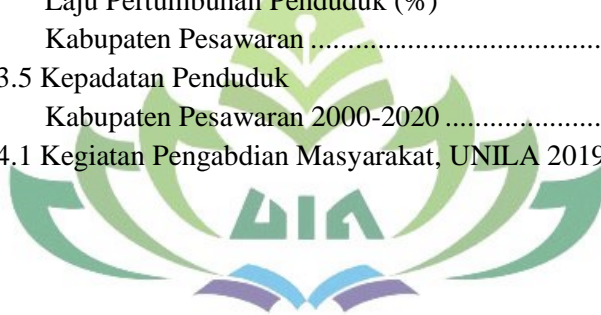 Laju Pertumbuhan Penduduk (%)
Kabupaten Pesawaran ........................................
3.5 Kepadatan Penduduk
Kabupaten Pesawaran 2000-2020 ......................
4.1 Kegiatan Pengabdian Masyarakat, UNILA 2019
UIN